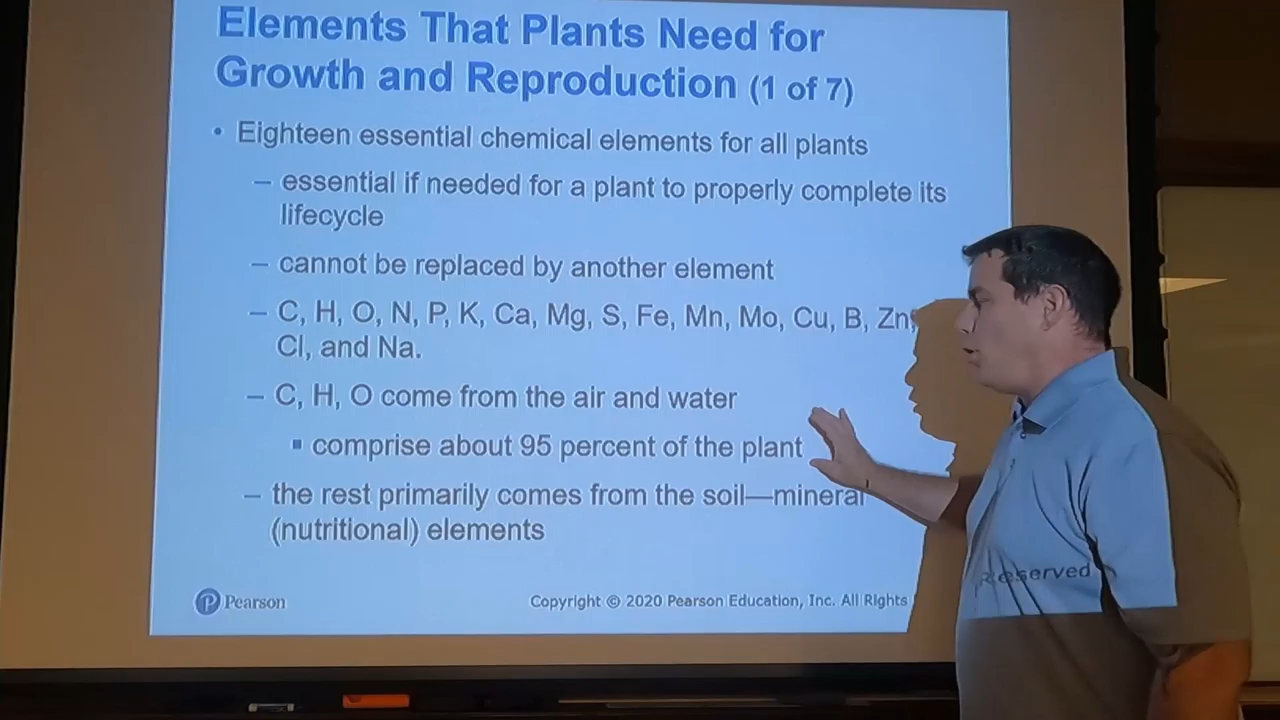 Elements That Plants Need for
Growth and Reproduction (1 of 7)
• Eighteen essential chemical elements for all plants
– essential if needed for a plant to properly complete its
lifecycle
– cannot be replaced by another element
– C, H, O, N, P, K, Ca, Mg, S, Fe, Mn, Mo, Cu, B, Zn,
Cl, and Na.
– C, H, O come from the air and water
▪ comprise about 95 percent of the plant
– the rest primarily comes from the soil—mineral
(nutritional) elements
P Pearson
Copyright © 2020 Pearson Education, Inc. All Rights Reserved